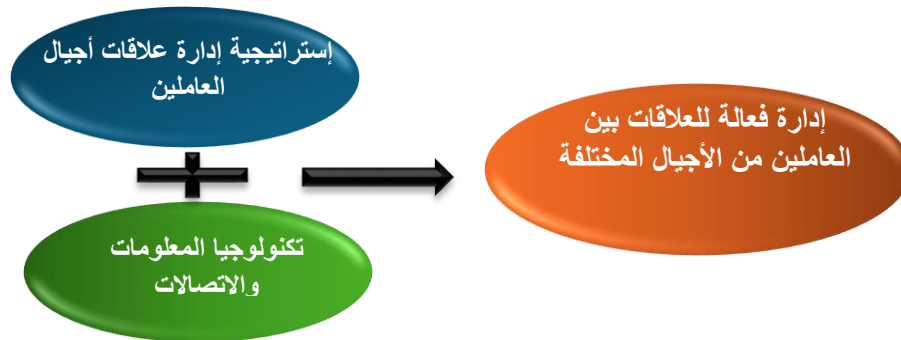 إستراتيجية إدارة علاقات أجيال
العاملين
إدارة فعالة للعلاقات بين
العاملين من الأجيال المختلفة
تكنولوجيا المعلومات
والاتصالات